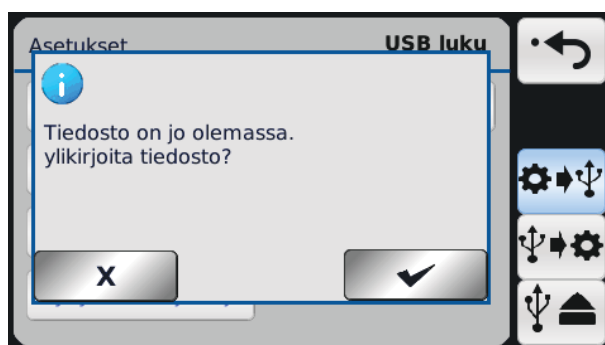 Asetukset
USB luku
Tiedosto on jo olemassa.
ylikirjoita tiedosto?
X